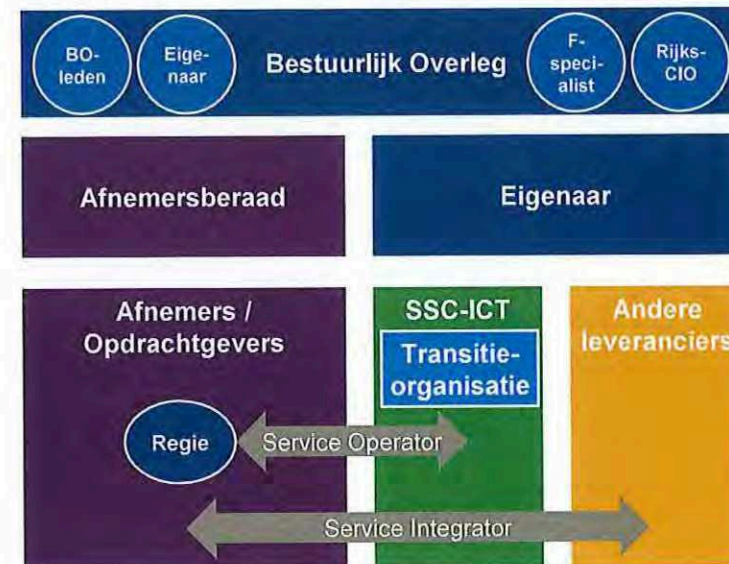 BO-
leden
Eige-
naar
Bestuurlijk Overleg
F-
speci-
alist
Rijks-
CIO
Afnemersberaad
Eigenaar
Afnemers /
Opdrachtgevers
SSC-ICT
Transitie-
organisatie
Andere
leveranciers
Regie
Service Operator
Service Integrator